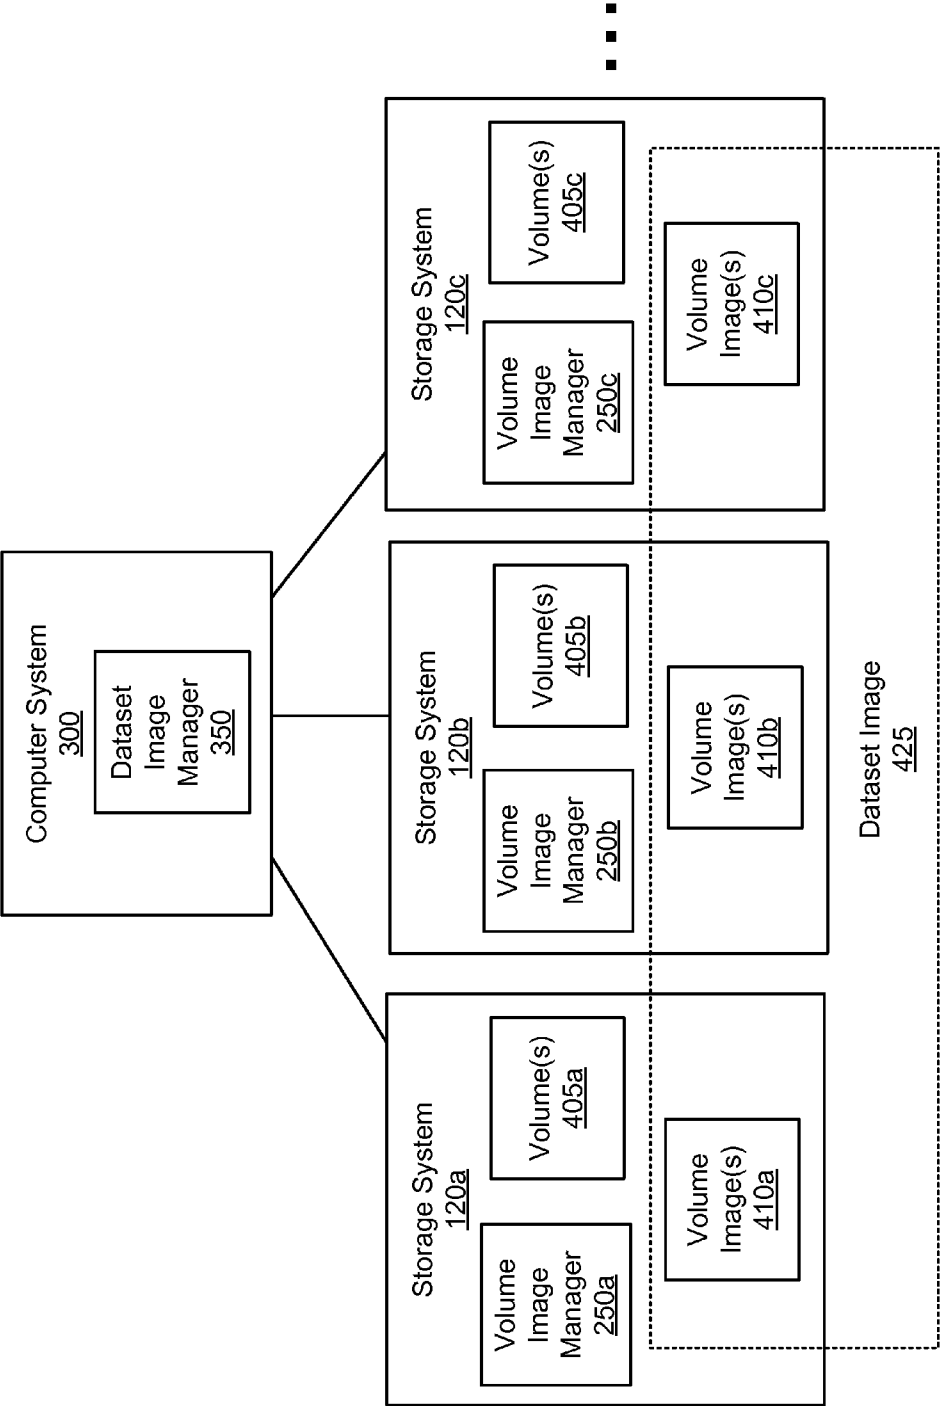 Computer System
300
Dataset
Image
Manager
350
Storage System
120a
Volume
Image
Manager
250a
Volume(s)
405a
Volume
Image(s)
410a
Storage System
120b
Volume
Image
Manager
250b
Volume(s)
405b
Volume
Image(s)
410b
Storage System
120c
Volume
Image
Manager
250c
Volume(s)
405c
Volume
Image(s)
410c
Dataset Image
425